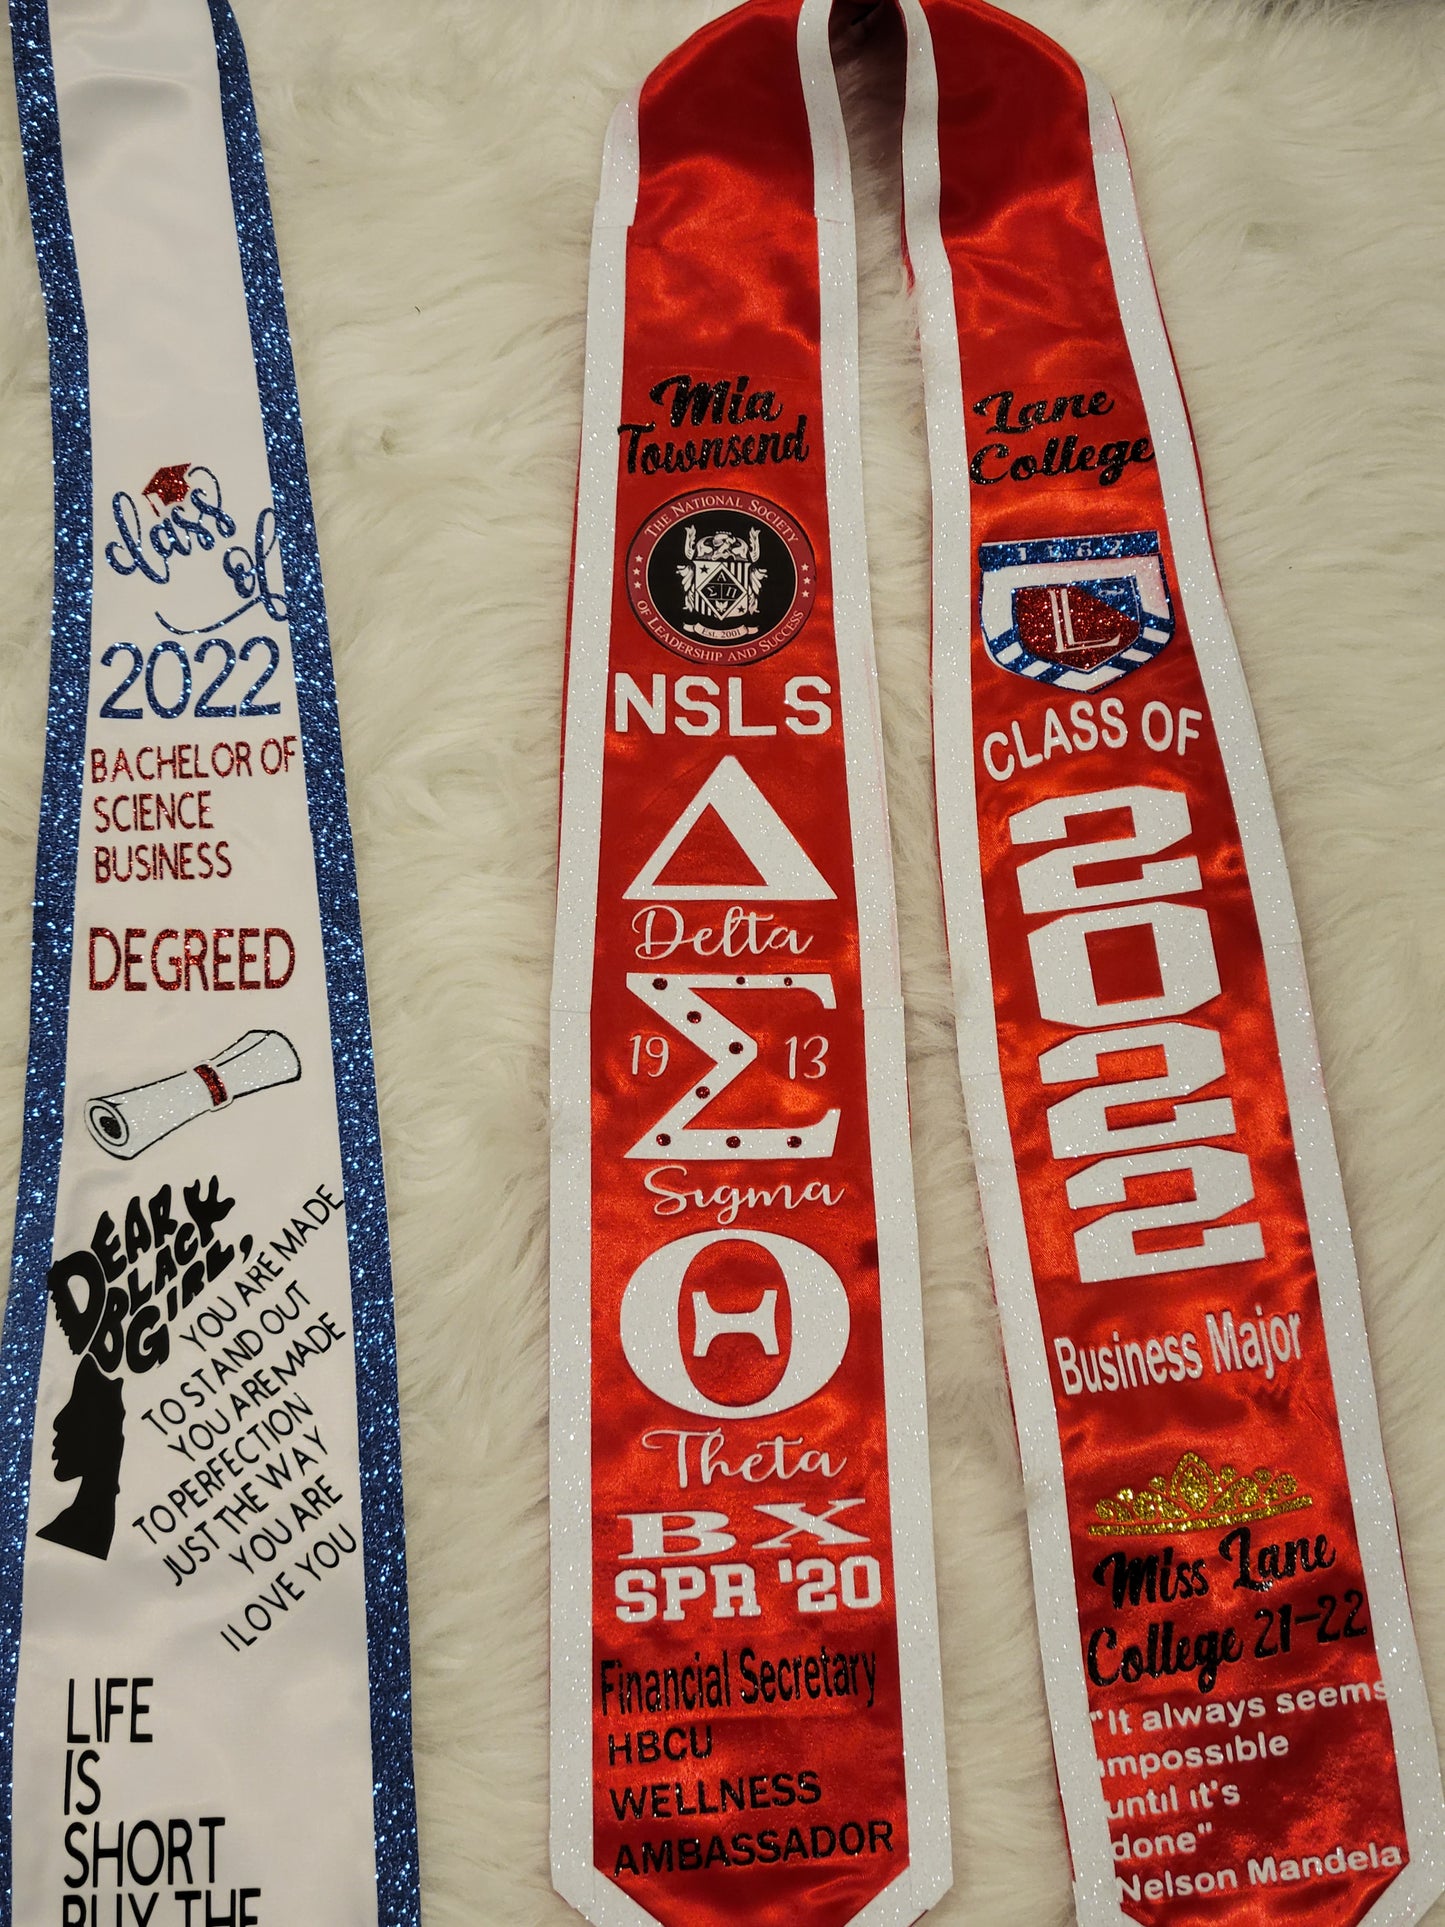 class
of
2022
BACHELOR OF
SCIENCE
BUSINESS
DEGREED
DEAR
BLACK
GIRL,
YOU ARE MADE
TO STAND OUT
YOU ARE MADE
TO PERFECTION
JUST THE WAY
YOU ARE
I LOVE YOU
LIFE
IS
SHORT
BUY THE
Mia
Townsend
THE NATIONAL SOCIETY
OF LEADERSHIP AND SUCCESS
Α
Σ Π
EST. 2001
NSLS
Δ
Delta
Σ
19 13
Sigma
Θ
Theta
BX
SPR '20
Financial Secretary
HBCU
WELLNESS
AMBASSADOR
Lane
College
L
CLASS OF
2022
Business Major
Miss Lane
College 21-22
"It always seems
impossible
until it's
done"
Nelson Mandela